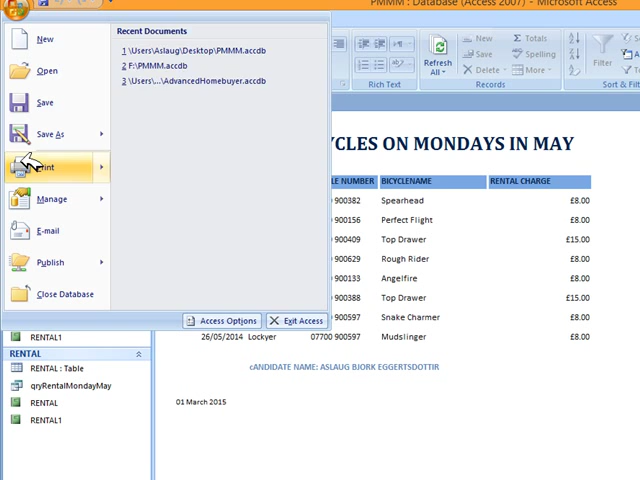 PMMM : Database (Access 2007) - Microsoft Access
New
Open
Save
Save As
Print
Manage
E-mail
Publish
Close Database
Recent Documents
1 \Users\Aslaug\Desktop\PMMM.accdb
2 F:\PMMM.accdb
3 \Users\...\AdvancedHomebuyer.accdb
Access Options
Exit Access
Rich Text
Refresh All
New
Save
Delete
Totals
Spelling
More
Records
Filter
Sort & Filt
CYCLES ON MONDAYS IN MAY
LE NUMBER BICYCLENAME RENTAL CHARGE
900382 Spearhead £8.00
900156 Perfect Flight £8.00
900409 Top Drawer £15.00
900629 Rough Rider £8.00
900133 Angelfire £8.00
900388 Top Drawer £15.00
900597 Snake Charmer £8.00
26/05/2014 Lockyer 07700 900597 Mudslinger £8.00
cANDIDATE NAME: ASLAUG BJORK EGGERTSDOTTIR
01 March 2015
RENTAL1
RENTAL
RENTAL : Table
qryRentalMondayMay
RENTAL
RENTAL1